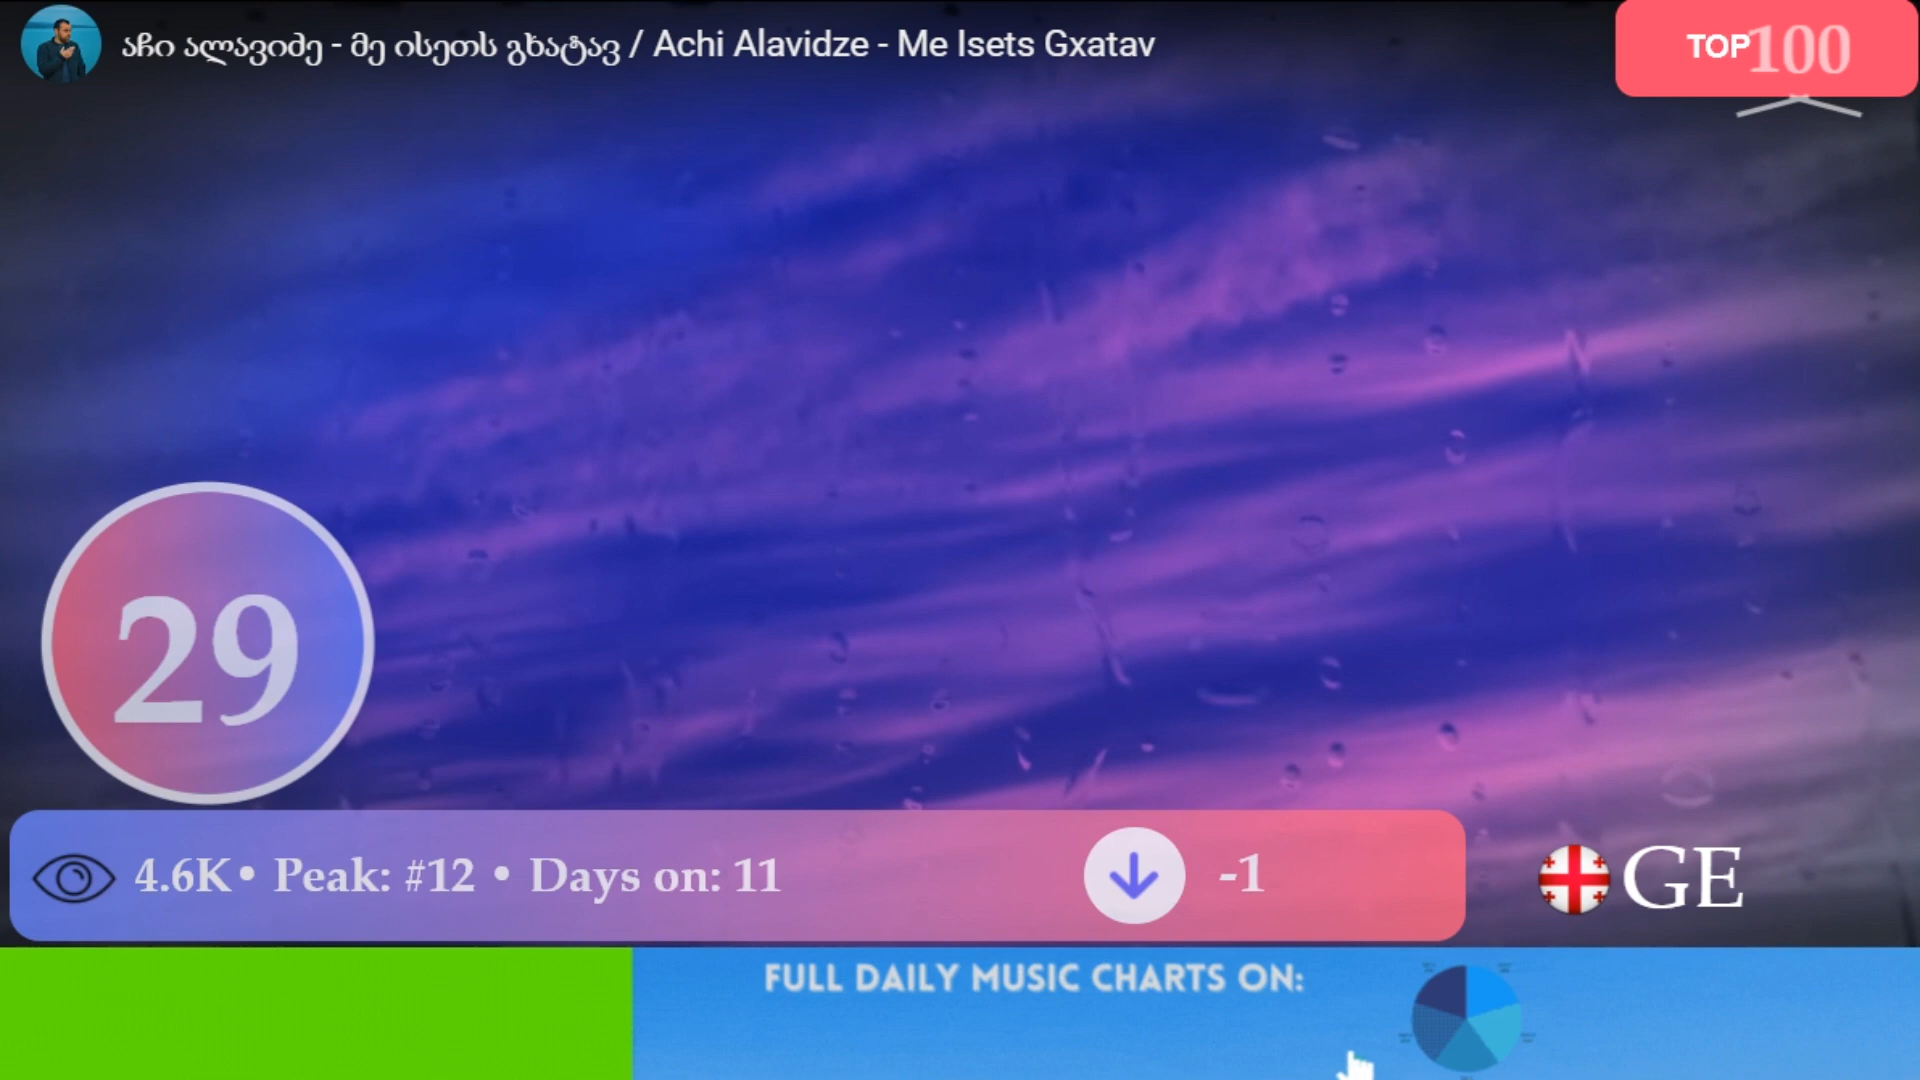 აჩი ალავიძე - მე ისეთს გხატავ / Achi Alavidze - Me Isets Gxatav
TOP100
29
4.6K• Peak: #12 • Days on: 11
-1
GE
FULL DAILY MUSIC CHARTS ON: